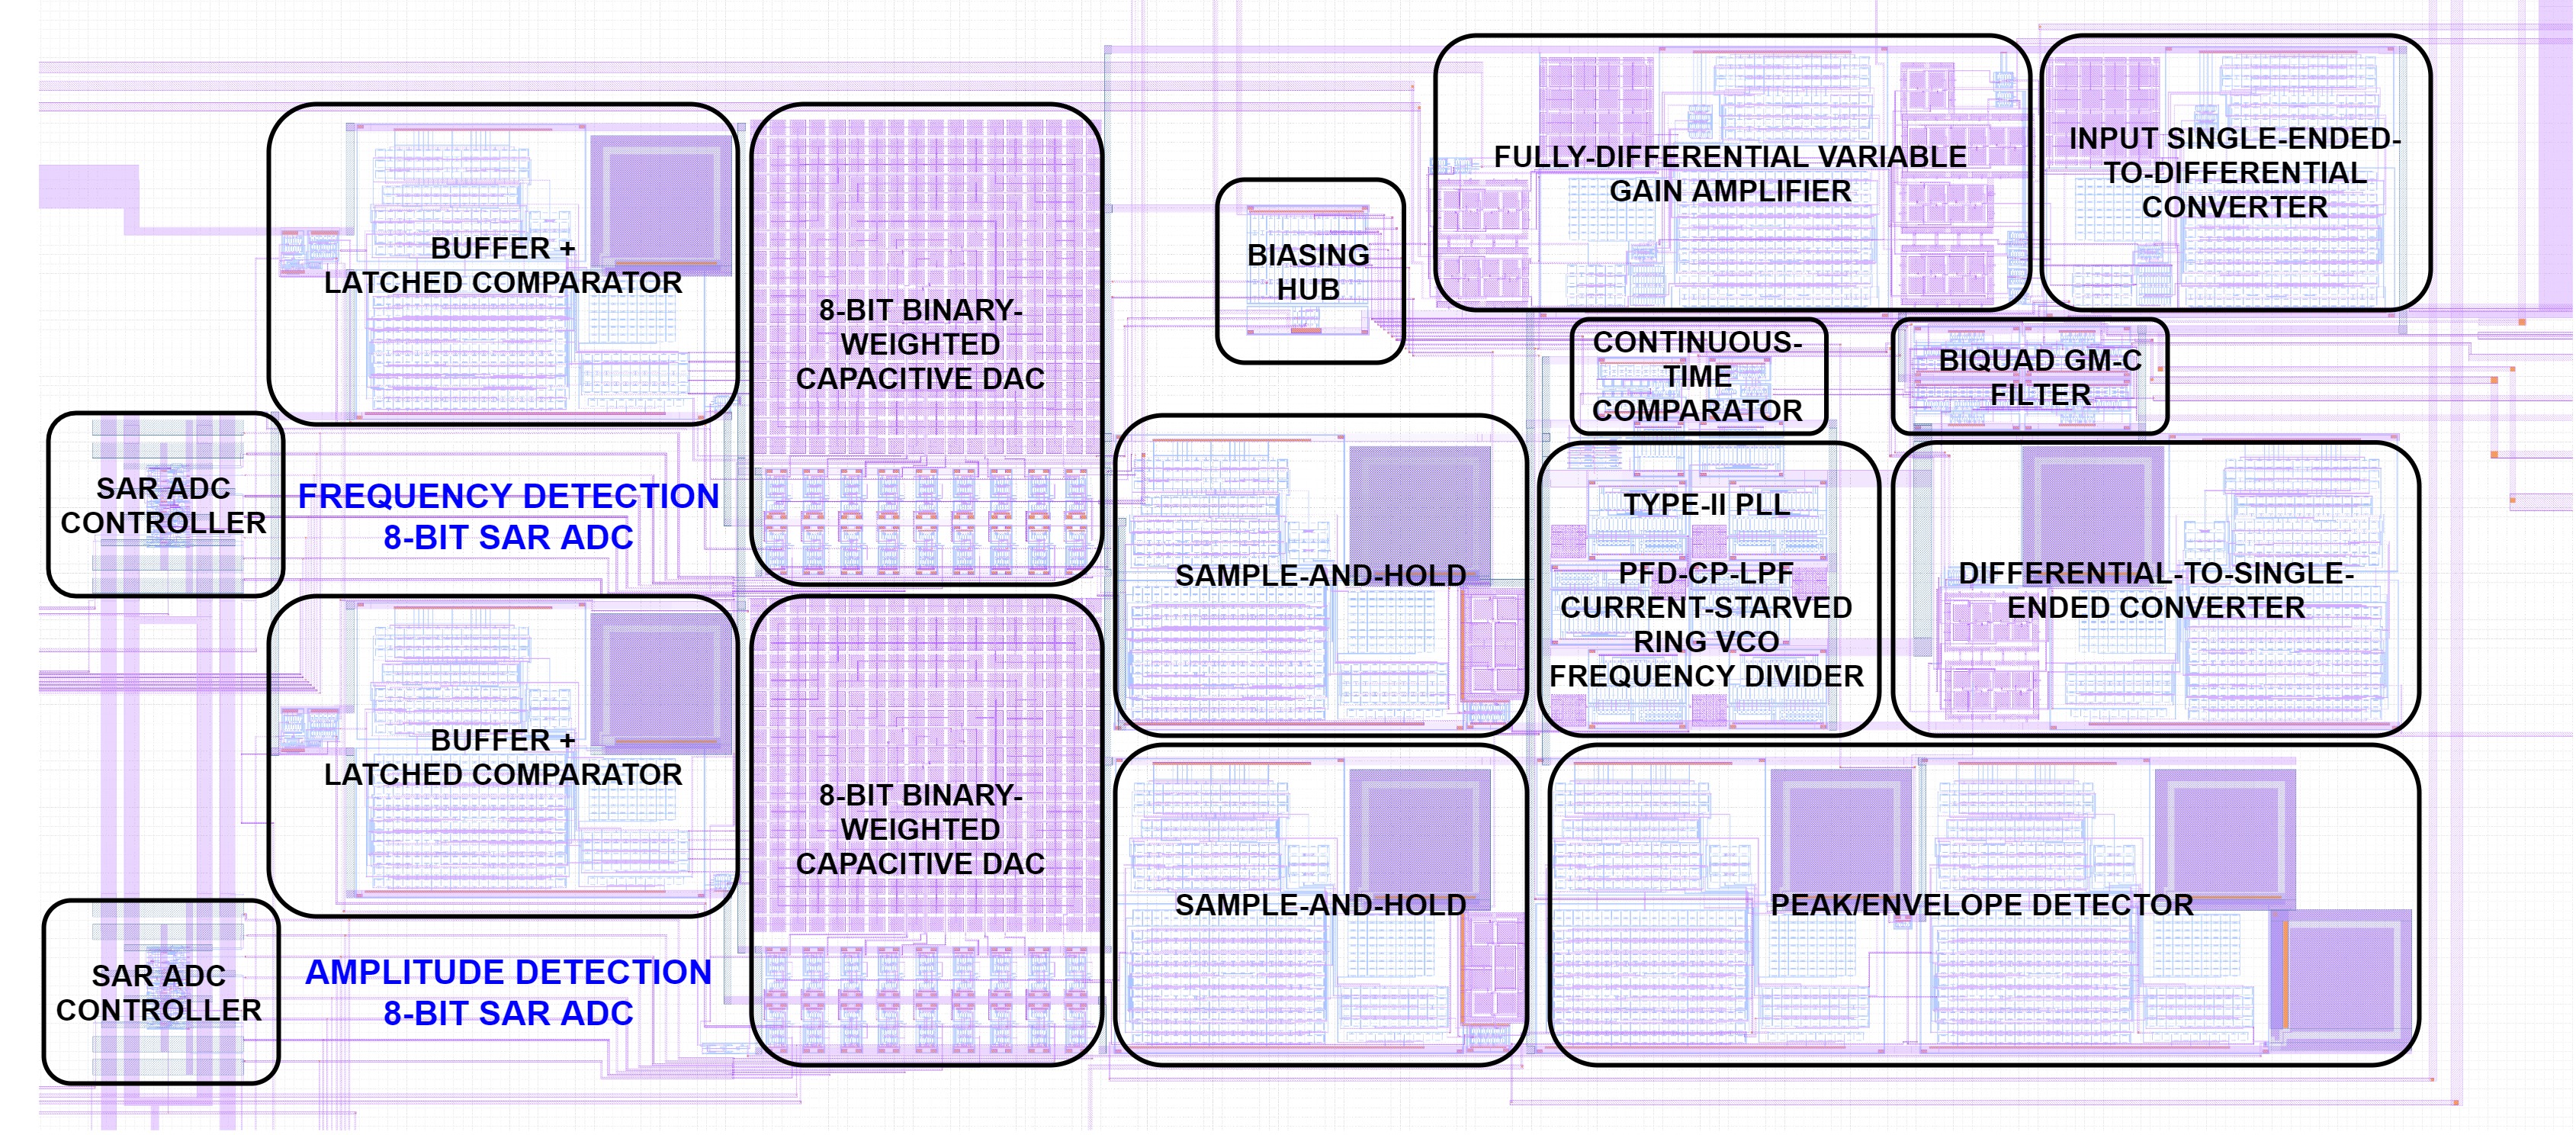 FULLY-DIFFERENTIAL VARIABLE
GAIN AMPLIFIER
INPUT SINGLE-ENDED-
TO-DIFFERENTIAL
CONVERTER
BUFFER +
LATCHED COMPARATOR
8-BIT BINARY-
WEIGHTED
CAPACITIVE DAC
BIASING
HUB
CONTINUOUS-
TIME
COMPARATOR
BIQUAD GM-C
FILTER
SAR ADC
CONTROLLER
FREQUENCY DETECTION
8-BIT SAR ADC
SAMPLE-AND-HOLD
TYPE-II PLL
PFD-CP-LPF
CURRENT-STARVED
RING VCO
FREQUENCY DIVIDER
DIFFERENTIAL-TO-SINGLE-
ENDED CONVERTER
BUFFER +
LATCHED COMPARATOR
8-BIT BINARY-
WEIGHTED
CAPACITIVE DAC
SAMPLE-AND-HOLD
PEAK/ENVELOPE DETECTOR
SAR ADC
CONTROLLER
AMPLITUDE DETECTION
8-BIT SAR ADC